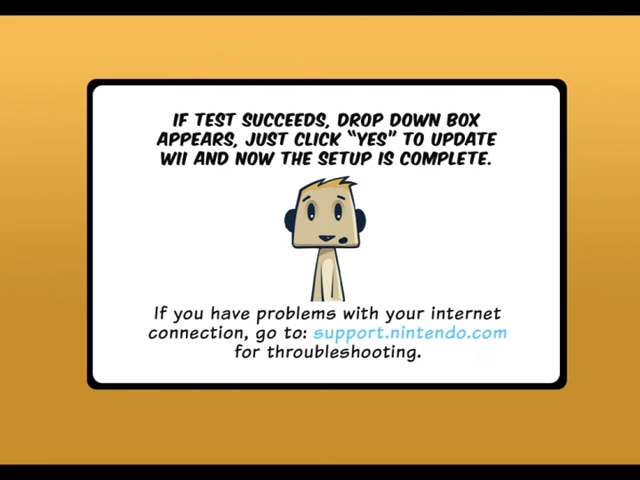 IF TEST SUCCEEDS, DROP DOWN BOX
APPEARS, JUST CLICK "YES" TO UPDATE
WII AND NOW THE SETUP IS COMPLETE.
If you have problems with your internet
connection, go to: support.nintendo.com
for throubleshooting.